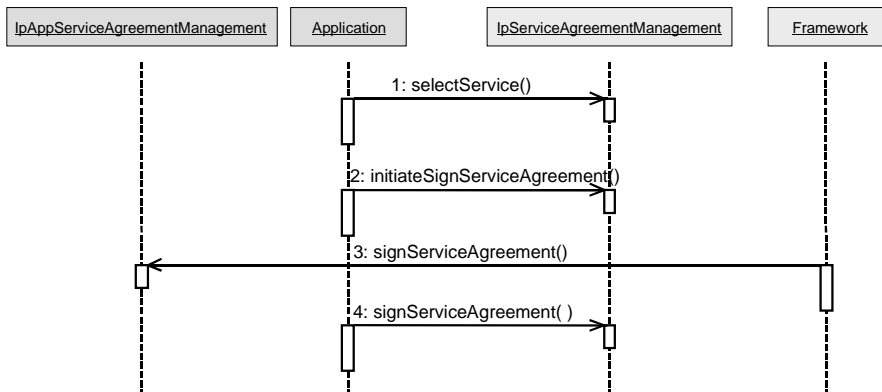 IpAppServiceAgreementManagement
Application
IpServiceAgreementManagement
Framework
1: selectService()
2: initiateSignServiceAgreement()
3: signServiceAgreement()
4: signServiceAgreement( )